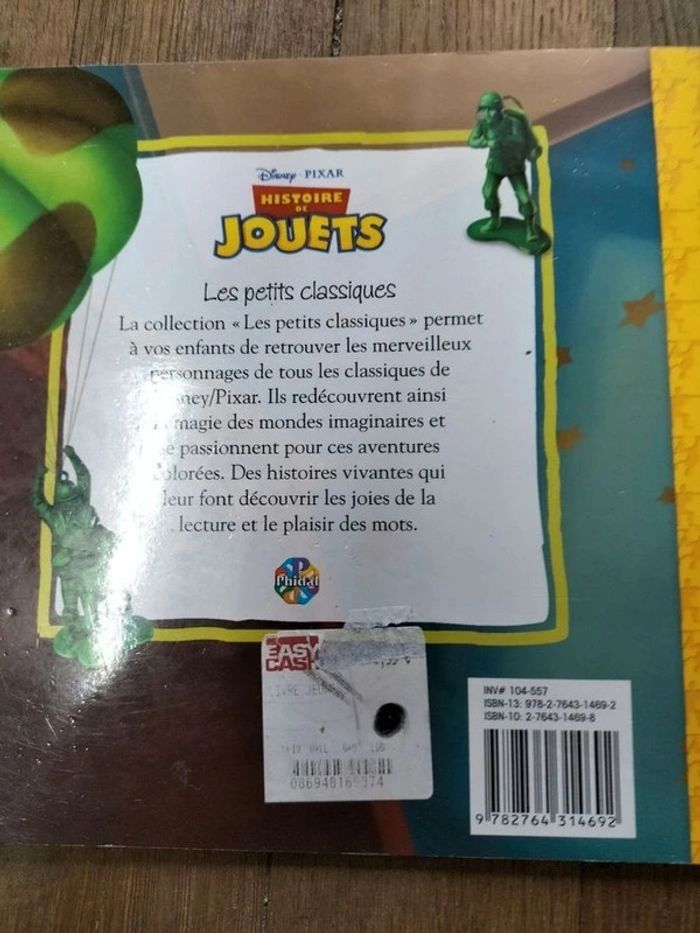 Disney · PIXAR
HISTOIRE
DE
JOUETS
Les petits classiques
La collection « Les petits classiques » permet
à vos enfants de retrouver les merveilleux
personnages de tous les classiques de
Disney/Pixar. Ils redécouvrent ainsi
magie des mondes imaginaires et
se passionnent pour ces aventures
colorées. Des histoires vivantes qui
leur font découvrir les joies de la
lecture et le plaisir des mots.
Phidal
EASY
CASH
LIVRE
086948169374
INV# 104-557
ISBN-13: 978-2-7643-1469-2
ISBN-10: 2-7643-1469-8
9 782764 314692